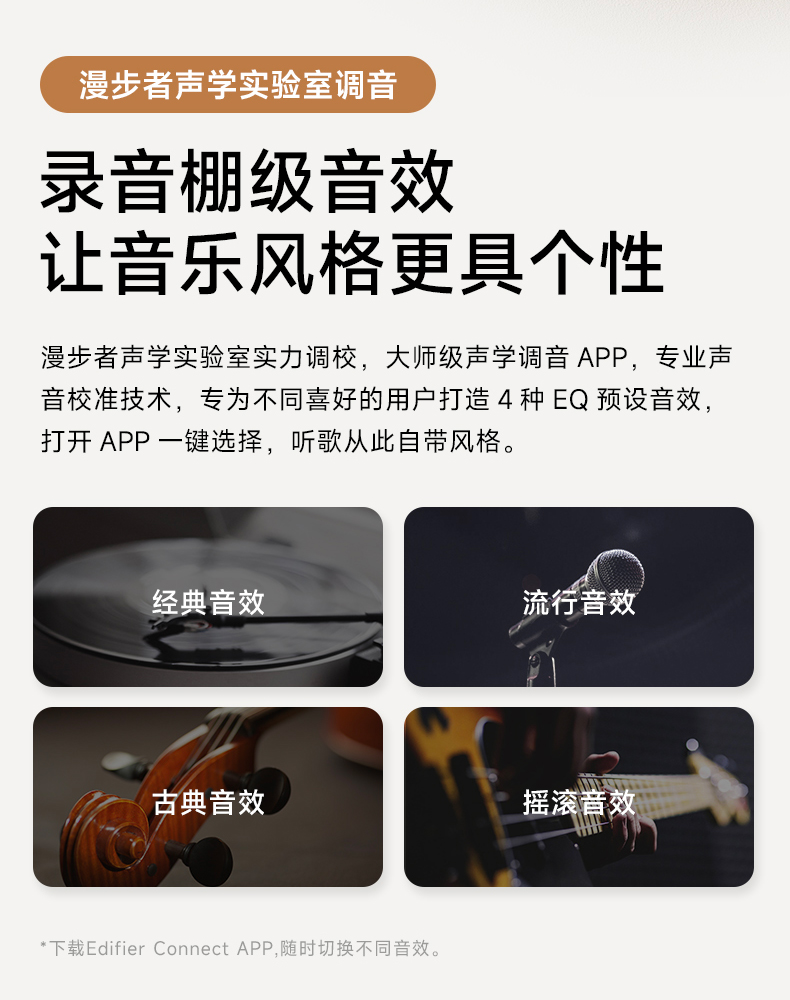 漫步者声学实验室调音
录音棚级音效
让音乐风格更具个性
漫步者声学实验室实力调校，大师级声学调音 APP，专业声
音校准技术，专为不同喜好的用户打造 4 种 EQ 预设音效，
打开 APP 一键选择，听歌从此自带风格。
经典音效
流行音效
古典音效
摇滚音效
*下载Edifier Connect APP,随时切换不同音效。